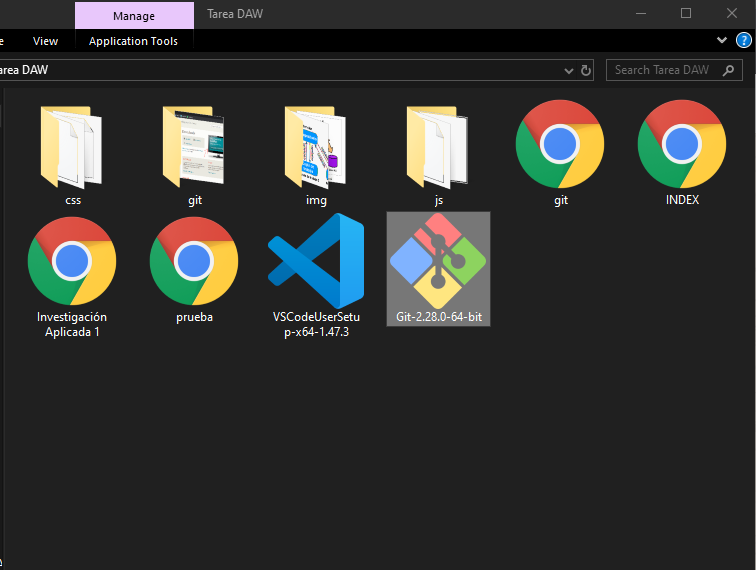 Manage
Tarea DAW
View
Application Tools
area DAW
Search Tarea DAW
css
git
img
js
git
INDEX
Investigación
Aplicada 1
prueba
VSCodeUserSetu
p-x64-1.47.3
Git-2.28.0-64-bit